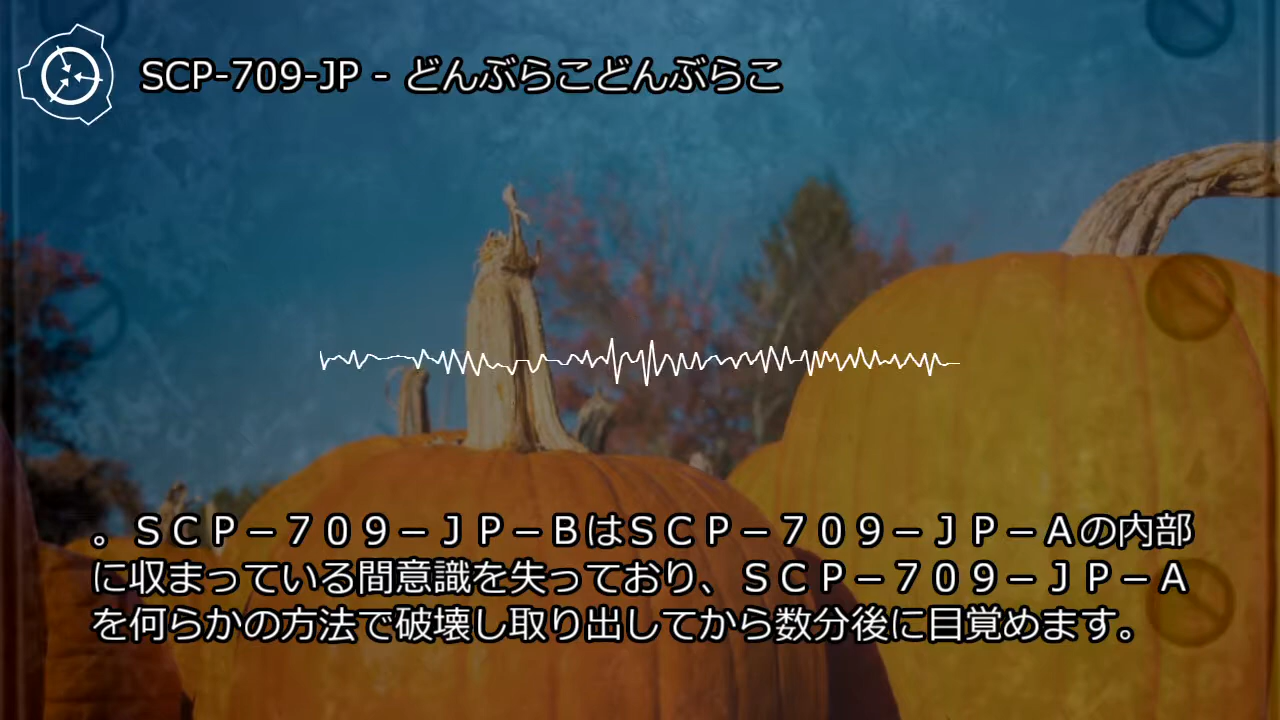 SCP-709-JP - どんぶらこどんぶらこ
。ＳＣＰ－７０９－ＪＰ－ＢはＳＣＰ－７０９－ＪＰ－Ａの内部
に収まっている間意識を失っており、ＳＣＰ－７０９－ＪＰ－Ａ
を何らかの方法で破壊し取り出してから数分後に目覚めます。